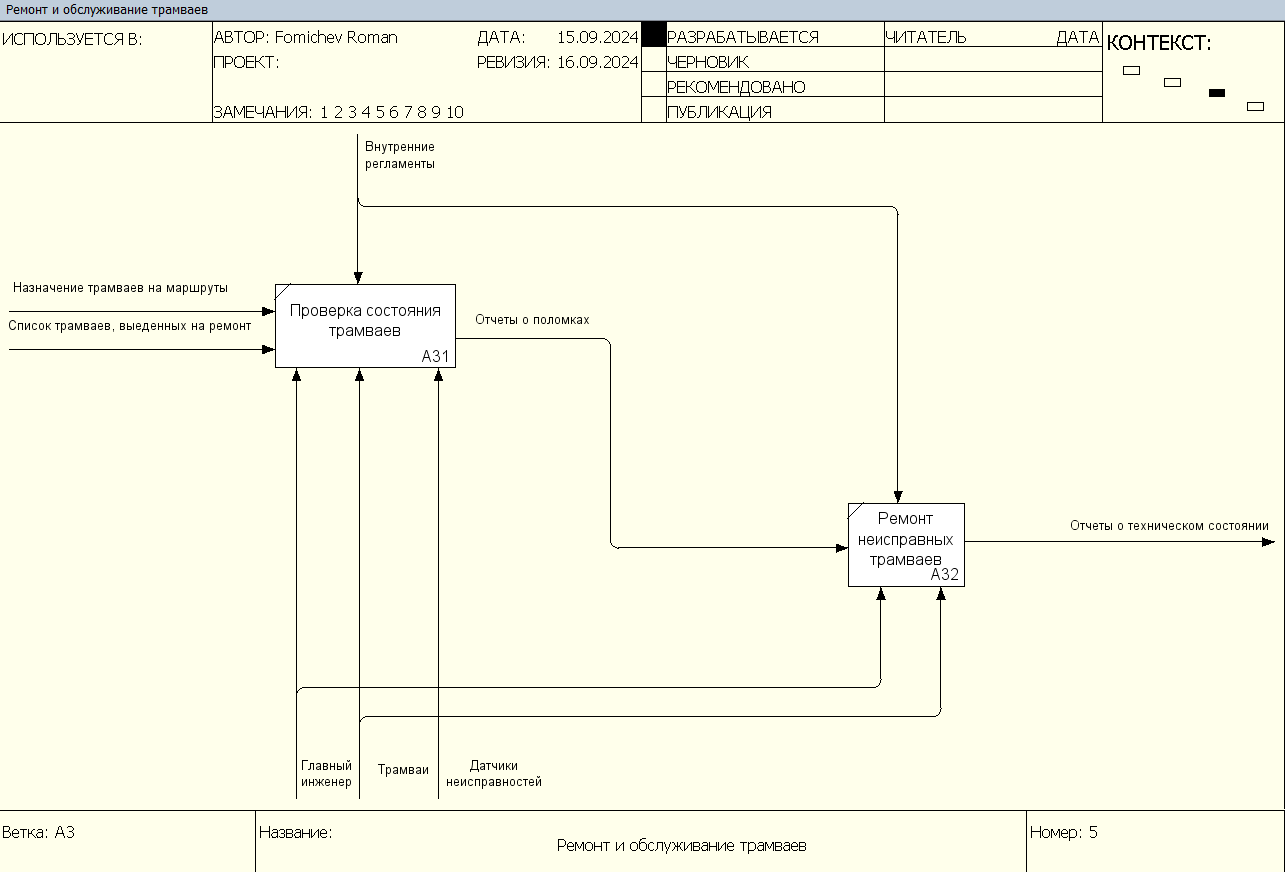 Ремонт и обслуживание трамваев
ИСПОЛЬЗУЕТСЯ В:
АВТОР: Fomichev Roman
ДАТА: 15.09.2024
РАЗРАБАТЫВАЕТСЯ
ЧИТАТЕЛЬ
ДАТА
КОНТЕКСТ:
ПРОЕКТ:
РЕВИЗИЯ: 16.09.2024
ЧЕРНОВИК
РЕКОМЕНДОВАНО
ЗАМЕЧАНИЯ: 1 2 3 4 5 6 7 8 9 10
ПУБЛИКАЦИЯ
Внутренние
регламенты
Назначение трамваев на маршруты
Список трамваев, выеденных на ремонт
Проверка состояния
трамваев
A31
Отчеты о поломках
Ремонт
неисправных
трамваев
A32
Отчеты о техническом состоянии
Главный
инженер
Трамваи
Датчики
неисправностей
Ветка: A3
Название:
Ремонт и обслуживание трамваев
Номер: 5